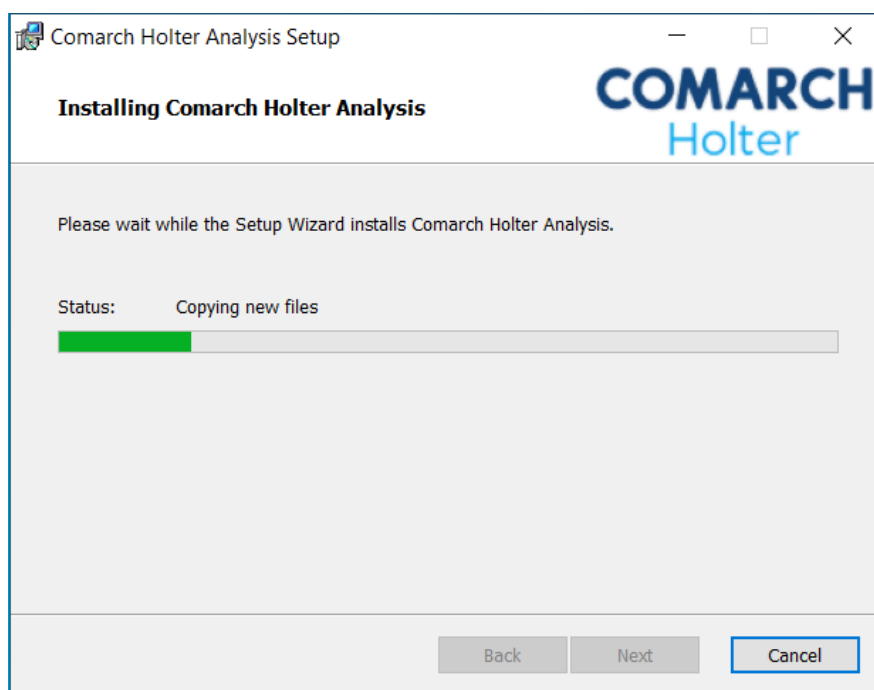 Comarch Holter Analysis Setup
Installing Comarch Holter Analysis
COMARCH
Holter
Please wait while the Setup Wizard installs Comarch Holter Analysis.
Status: Copying new files
Back Next Cancel